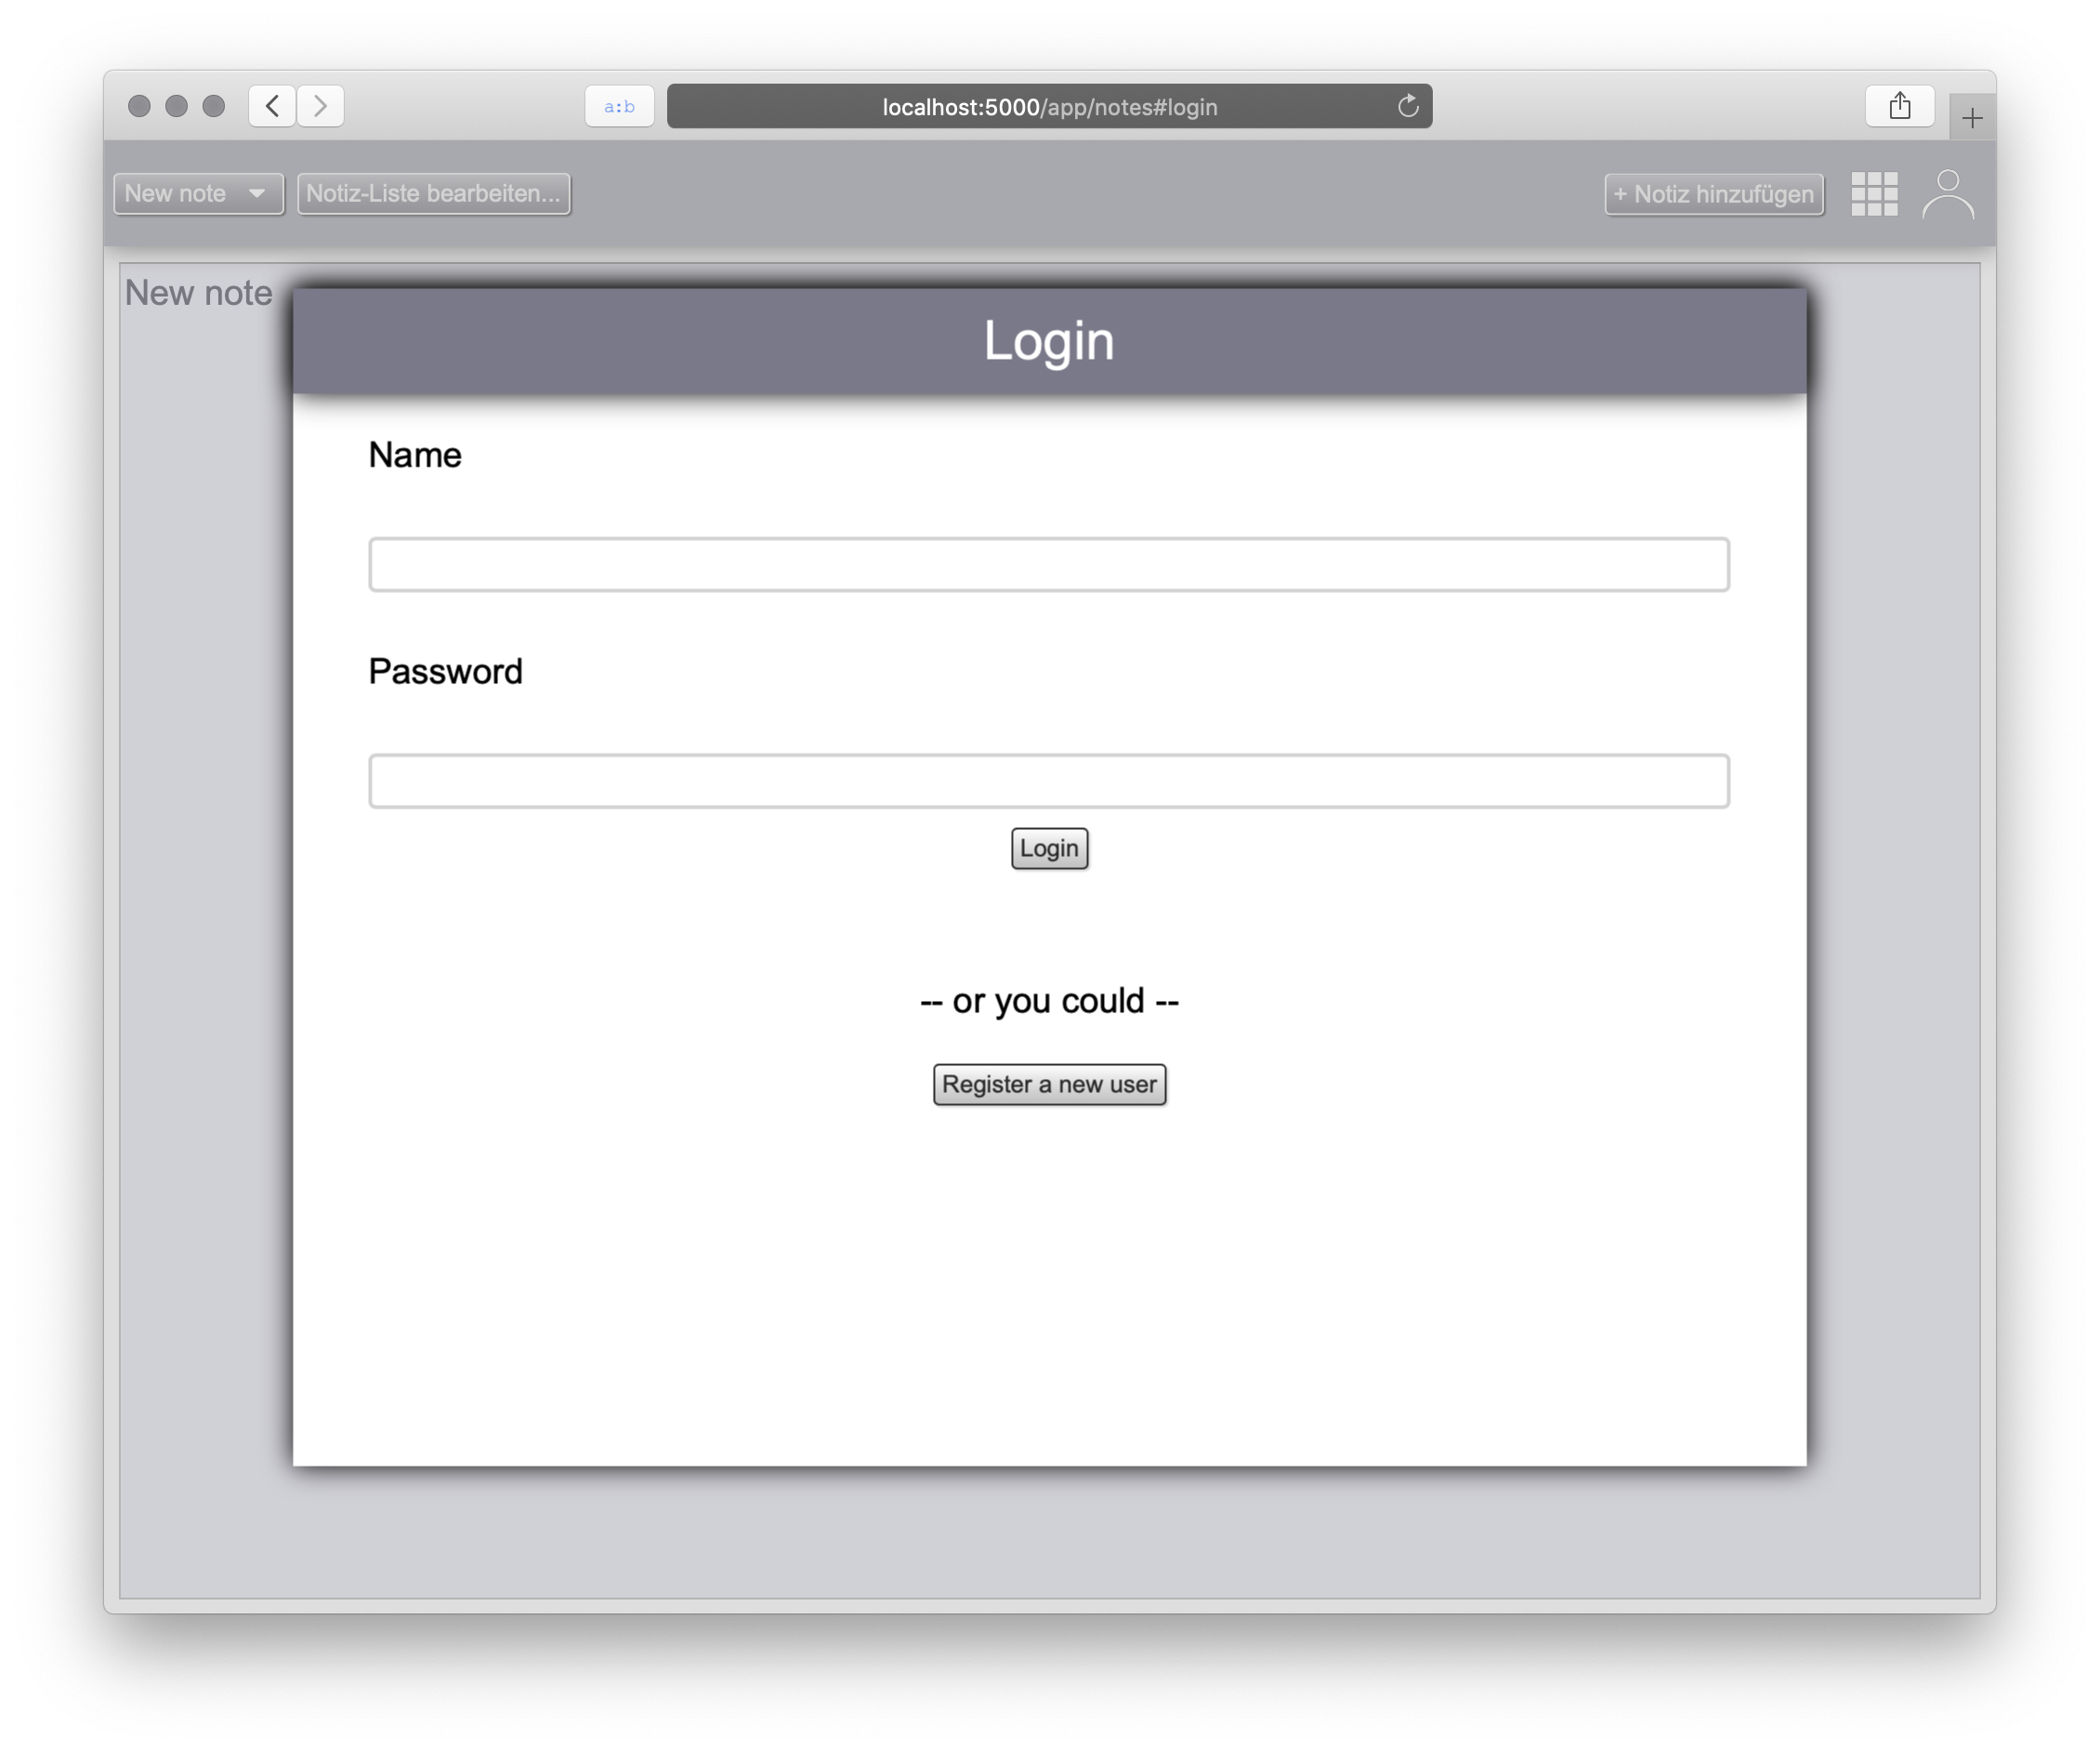 a:b
localhost:5000/app/notes#login
New note
Notiz-Liste bearbeiten...
+ Notiz hinzufügen
New note
Login
Name
Password
Login
-- or you could --
Register a new user